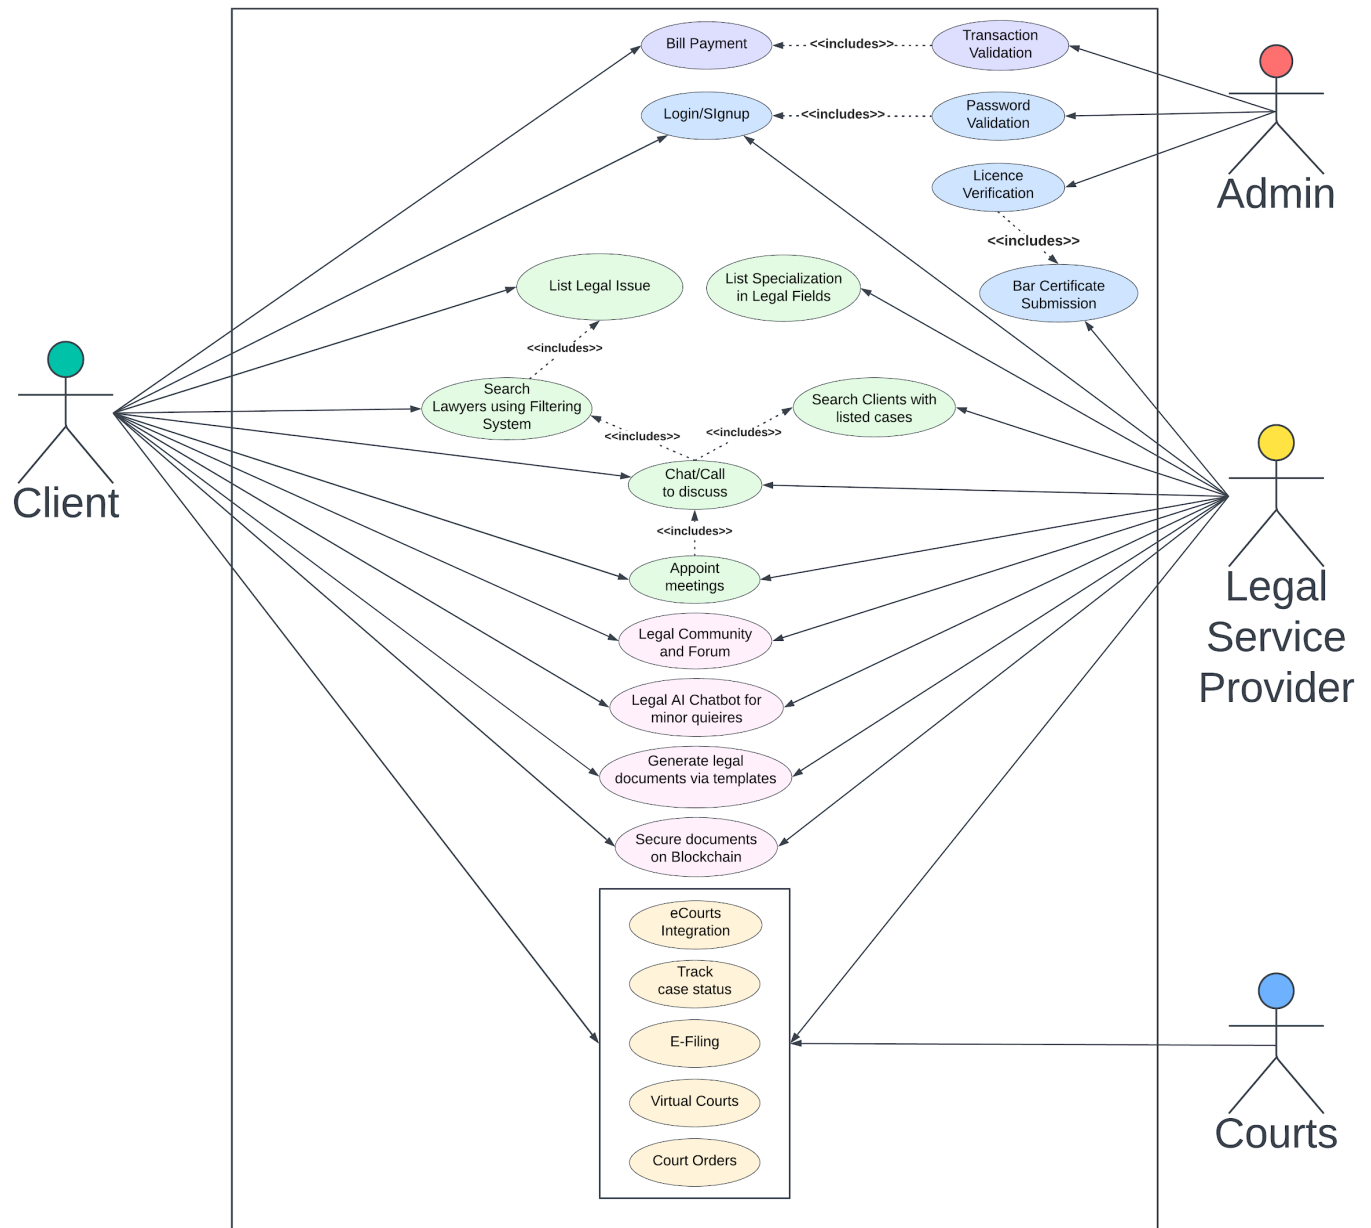 Bill Payment
<<includes>>
Transaction
Validation
Login/SIgnup
<<includes>>
Password
Validation
Licence
Verification
Admin
<<includes>>
List Legal Issue
List Specialization
in Legal Fields
Bar Certificate
Submission
<<includes>>
Search
Lawyers using Filtering
System
Search Clients with
listed cases
<<includes>>
<<includes>>
Client
Chat/Call
to discuss
<<includes>>
Appoint
meetings
Legal
Service
Provider
Legal Community
and Forum
Legal AI Chatbot for
minor quieires
Generate legal
documents via templates
Secure documents
on Blockchain
eCourts
Integration
Track
case status
E-Filing
Virtual Courts
Court Orders
Courts